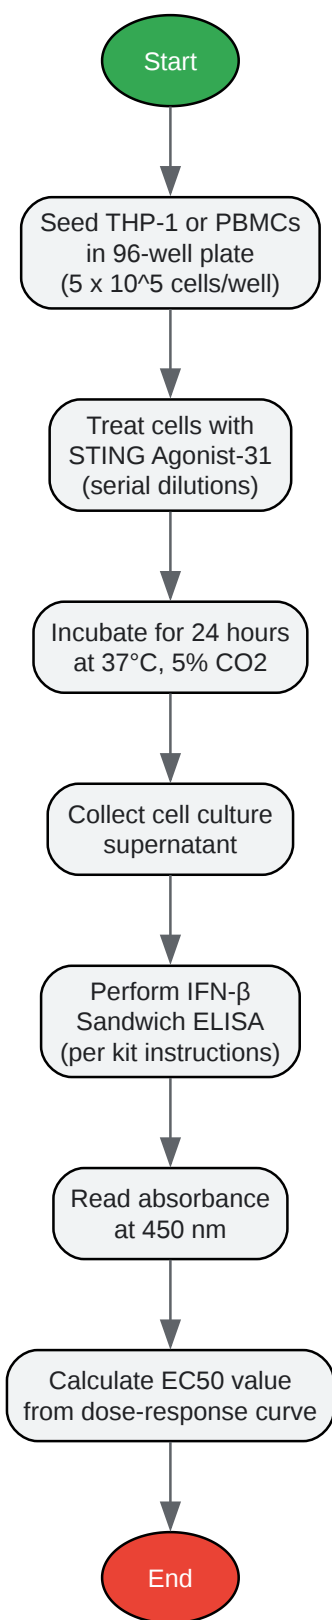 Start
Seed THP-1 or PBMCs
in 96-well plate
(5 x 10^5 cells/well)
Treat cells with
STING Agonist-31
(serial dilutions)
Incubate for 24 hours
at 37°C, 5% CO2
Collect cell culture
supernatant
Perform IFN-β
Sandwich ELISA
(per kit instructions)
Read absorbance
at 450 nm
Calculate EC50 value
from dose-response curve
End